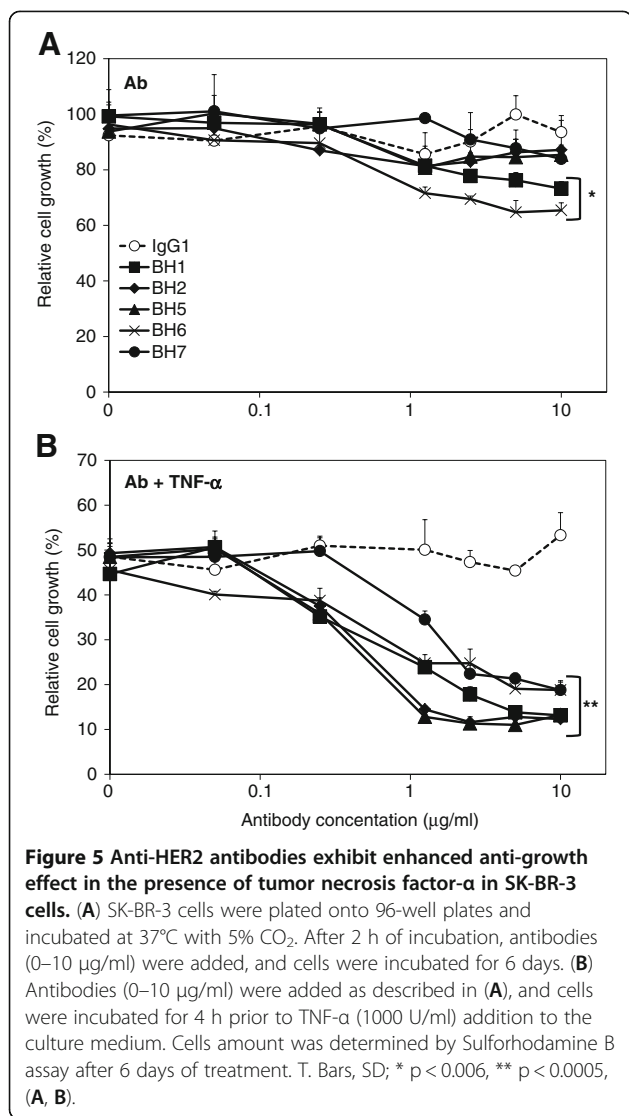 A
Ab
120
100
80
60
40
20
0
Relative cell growth (%)
*
IgG1
BH1
BH2
BH5
BH6
BH7
0 0.1 1 10
B
Ab + TNF-α
70
60
50
40
30
20
10
0
Relative cell growth (%)
**
0 0.1 1 10
Antibody concentation (μg/ml)
Figure 5 Anti-HER2 antibodies exhibit enhanced anti-growth
effect in the presence of tumor necrosis factor-α in SK-BR-3
cells. (A) SK-BR-3 cells were plated onto 96-well plates and
incubated at 37°C with 5% CO₂. After 2 h of incubation, antibodies
(0–10 μg/ml) were added, and cells were incubated for 6 days. (B)
Antibodies (0–10 μg/ml) were added as described in (A), and cells
were incubated for 4 h prior to TNF-α (1000 U/ml) addition to the
culture medium. Cells amount was determined by Sulforhodamine B
assay after 6 days of treatment. T. Bars, SD; * p < 0.006, ** p < 0.0005,
(A, B).